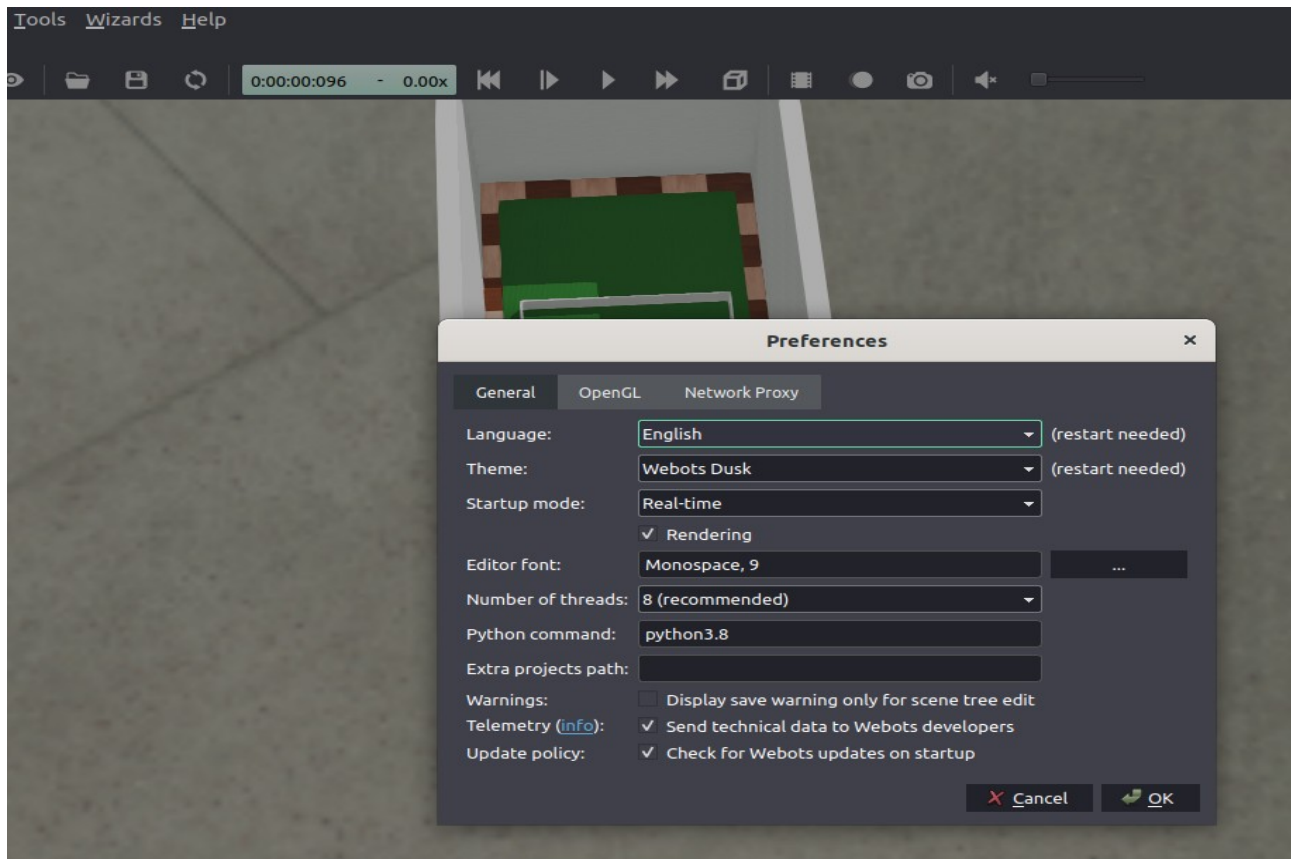 Tools Wizards Help
0:00:00:096 - 0.00x
Preferences ×
General OpenGL Network Proxy
Language: English (restart needed)
Theme: Webots Dusk (restart needed)
Startup mode: Real-time
Rendering
Editor font: Monospace, 9 ...
Number of threads: 8 (recommended)
Python command: python3.8
Extra projects path:
Warnings: Display save warning only for scene tree edit
Telemetry (info): Send technical data to Webots developers
Update policy: Check for Webots updates on startup
Cancel OK